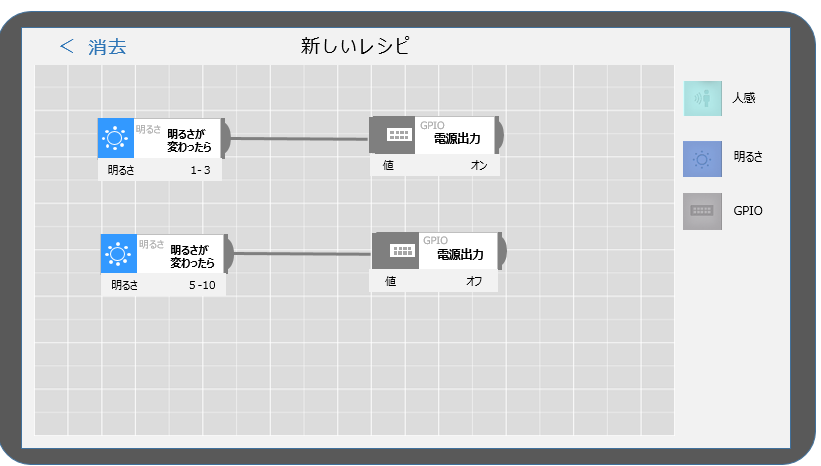 ＜ 消去
新しいレシピ
明るさ
明るさが
変わったら
明るさ 1-3
GPIO
電源出力
値 オン
明るさ
明るさが
変わったら
明るさ 5-10
GPIO
電源出力
値 オフ
人感
明るさ
GPIO